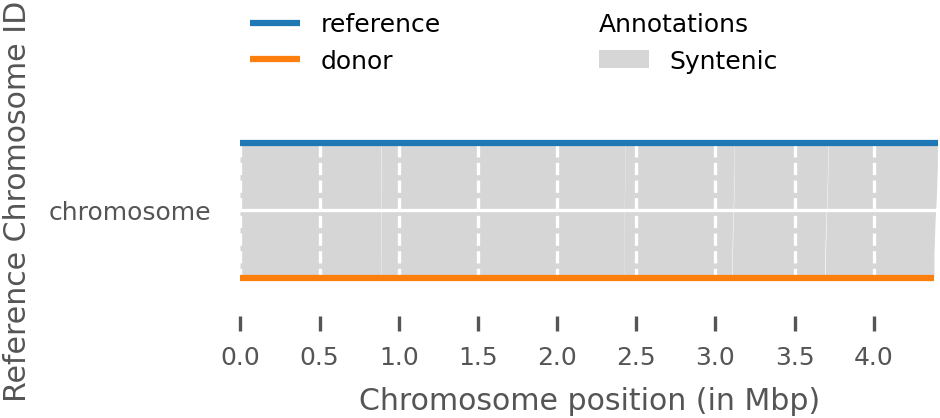 Reference Chromosome ID
reference
donor
Annotations
Syntenic
chromosome
0.0 0.5 1.0 1.5 2.0 2.5 3.0 3.5 4.0
Chromosome position (in Mbp)